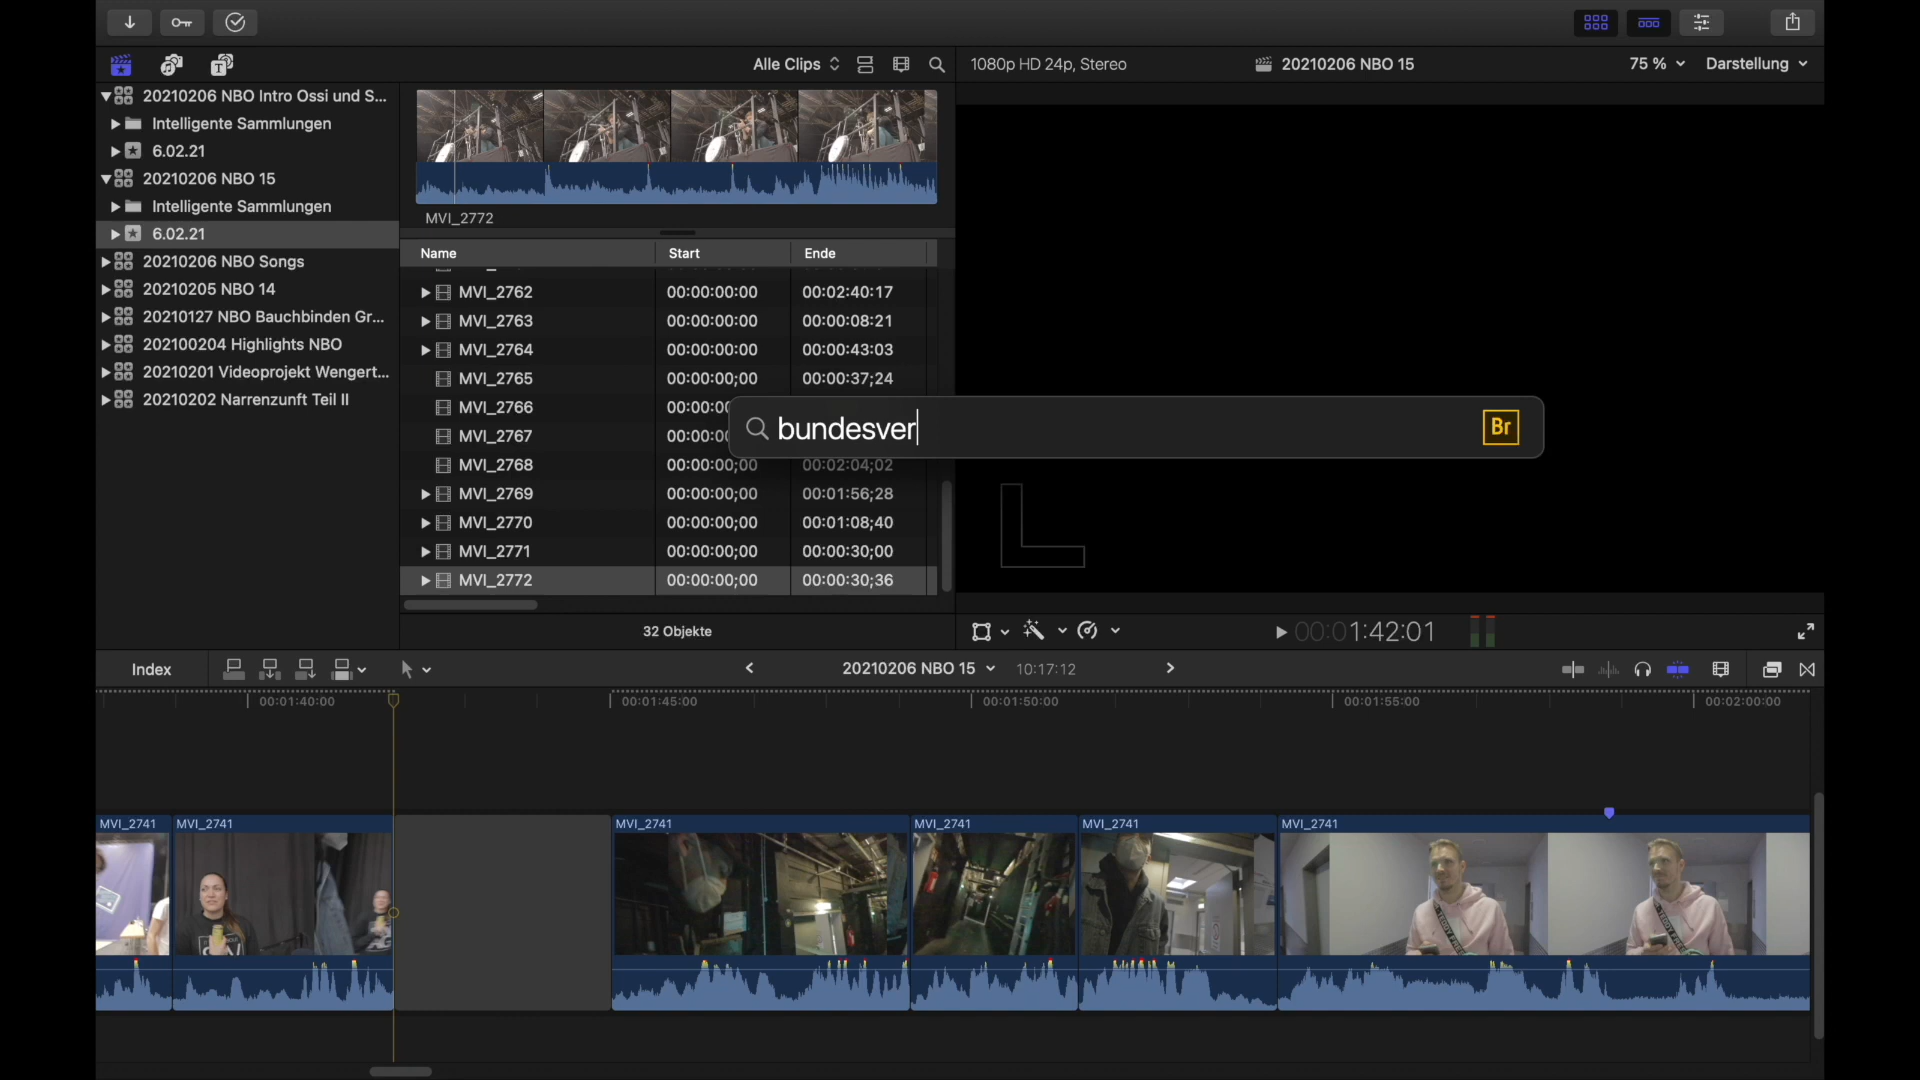 Alle Clips
1080p HD 24p, Stereo
20210206 NBO 15
75 %
Darstellung
20210206 NBO Intro Ossi und S...
Intelligente Sammlungen
6.02.21
20210206 NBO 15
Intelligente Sammlungen
6.02.21
20210206 NBO Songs
20210205 NBO 14
20210127 NBO Bauchbinden Gr...
202100204 Highlights NBO
20210201 Videoprojekt Wengert...
20210202 Narrenzunft Teil II
MVI_2772
Name Start Ende
MVI_2762 00:00:00:00 00:02:40:17
MVI_2763 00:00:00:00 00:00:08:21
MVI_2764 00:00:00:00 00:00:43:03
MVI_2765 00:00:00;00 00:00:37;24
MVI_2766 00:00:00
MVI_2767 00:00:00
MVI_2768 00:00:00;00 00:02:04;02
MVI_2769 00:00:00;00 00:01:56;28
MVI_2770 00:00:00;00 00:01:08;40
MVI_2771 00:00:00;00 00:00:30;00
MVI_2772 00:00:00;00 00:00:30;36
bundesver
Br
32 Objekte
00:01:42:01
Index
20210206 NBO 15
10:17:12
00:01:40:00
00:01:45:00
00:01:50:00
00:01:55:00
00:02:00:00
MVI_2741
MVI_2741
MVI_2741
MVI_2741
MVI_2741
MVI_2741